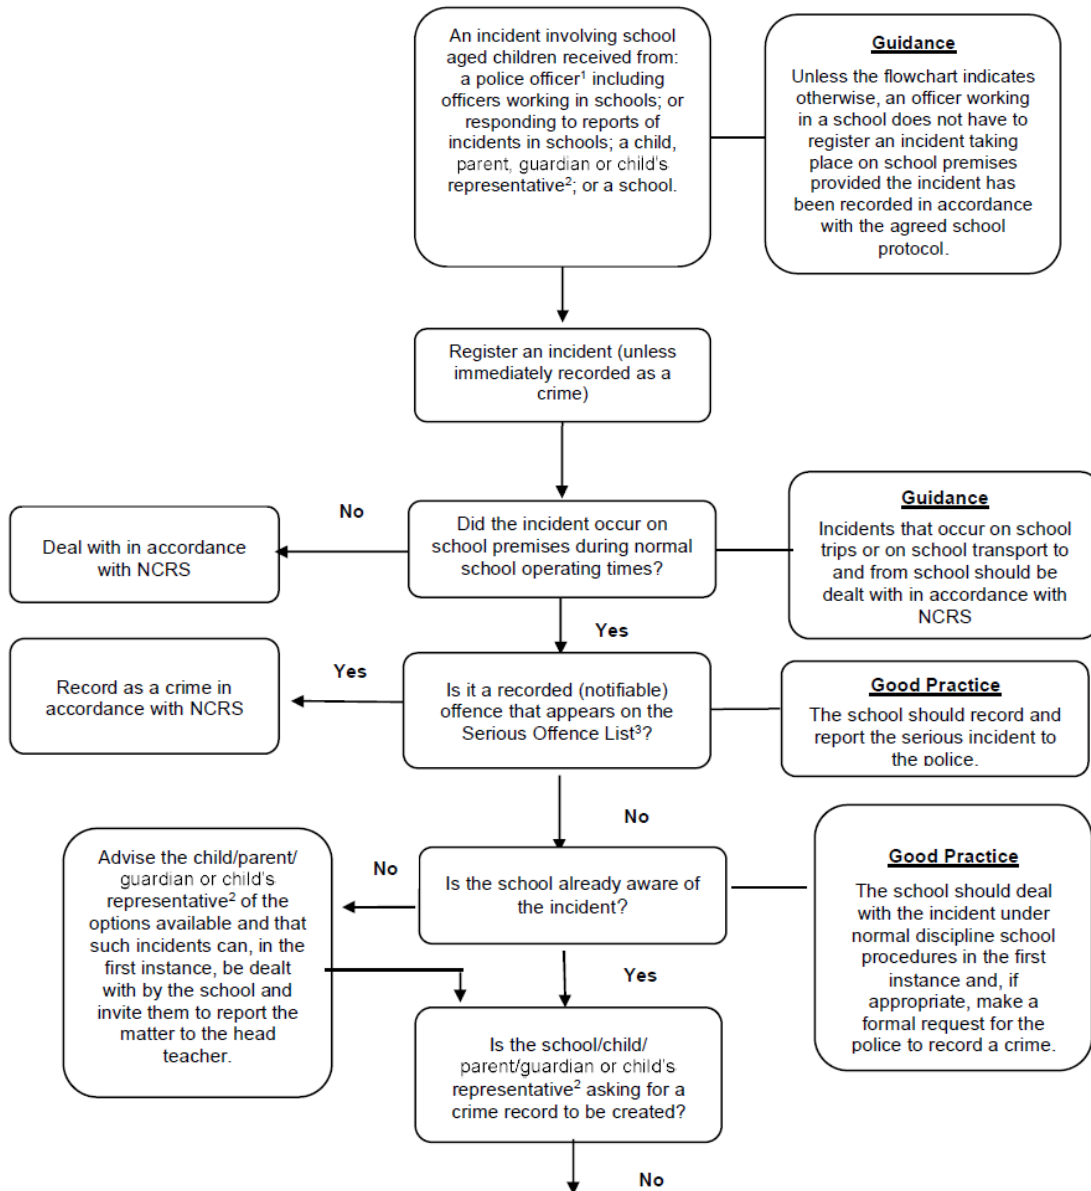 An incident involving school
aged children received from:
a police officer¹ including
officers working in schools; or
responding to reports of
incidents in schools; a child,
parent, guardian or child's
representative²; or a school.
Guidance
Unless the flowchart indicates
otherwise, an officer working
in a school does not have to
register an incident taking
place on school premises
provided the incident has
been recorded in accordance
with the agreed school
protocol.
Register an incident (unless
immediately recorded as a
crime)
No
Deal with in accordance
with NCRS
Did the incident occur on
school premises during normal
school operating times?
Guidance
Incidents that occur on school
trips or on school transport to
and from school should be
dealt with in accordance with
NCRS
Yes
Yes
Record as a crime in
accordance with NCRS
Is it a recorded (notifiable)
offence that appears on the
Serious Offence List³?
Good Practice
The school should record and
report the serious incident to
the police.
No
Advise the child/parent/
guardian or child's
representative² of the
options available and that
such incidents can, in the
first instance, be dealt
with by the school and
invite them to report the
matter to the head
teacher.
No
Is the school already aware of
the incident?
Good Practice
The school should deal
with the incident under
normal discipline school
procedures in the first
instance and, if
appropriate, make a
formal request for the
police to record a crime.
Yes
Is the school/child/
parent/guardian or child's
representative² asking for a
crime record to be created?
No